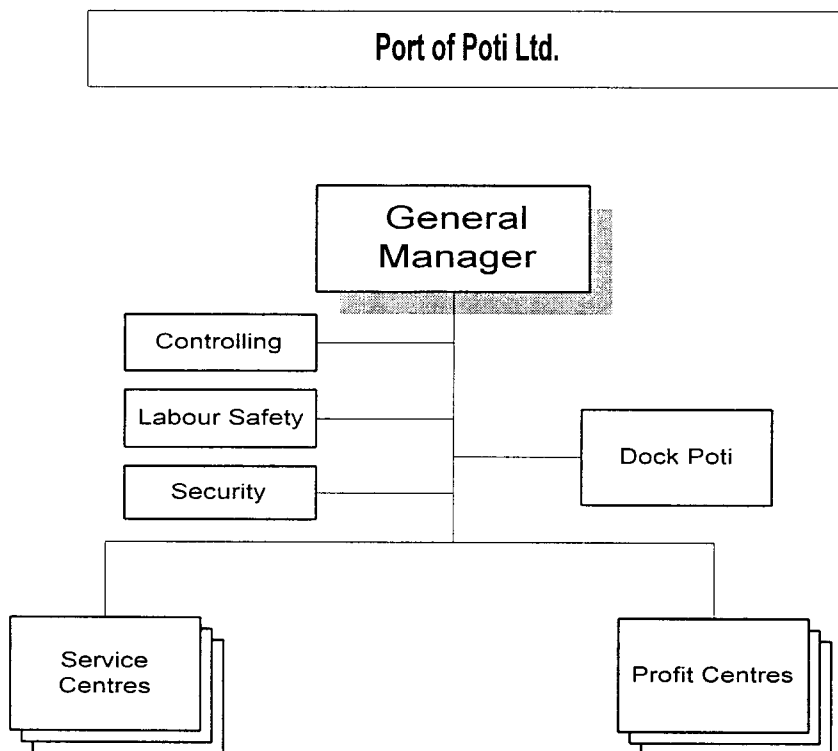 Port of Poti Ltd.
General
Manager
Controlling
Labour Safety
Security
Dock Poti
Service
Centres
Profit Centres